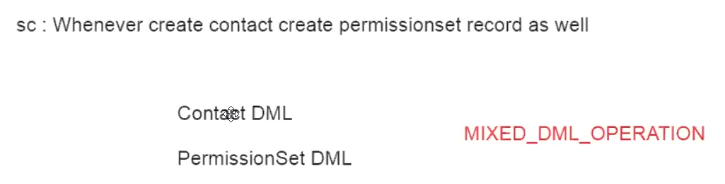 sc : Whenever create contact create permissionset record as well
Contact DML
MIXED_DML_OPERATION
PermissionSet DML